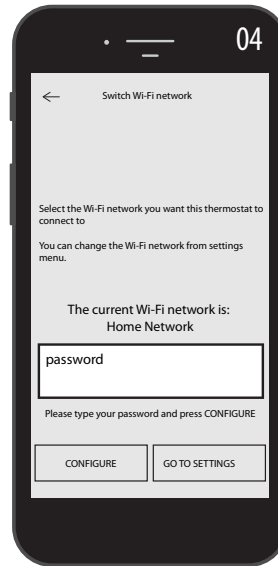 04
Switch Wi-Fi network
Select the Wi-Fi network you want this thermostat to
connect to
You can change the Wi-Fi network from settings
menu.
The current Wi-Fi network is:
Home Network
password
Please type your password and press CONFIGURE
CONFIGURE
GO TO SETTINGS